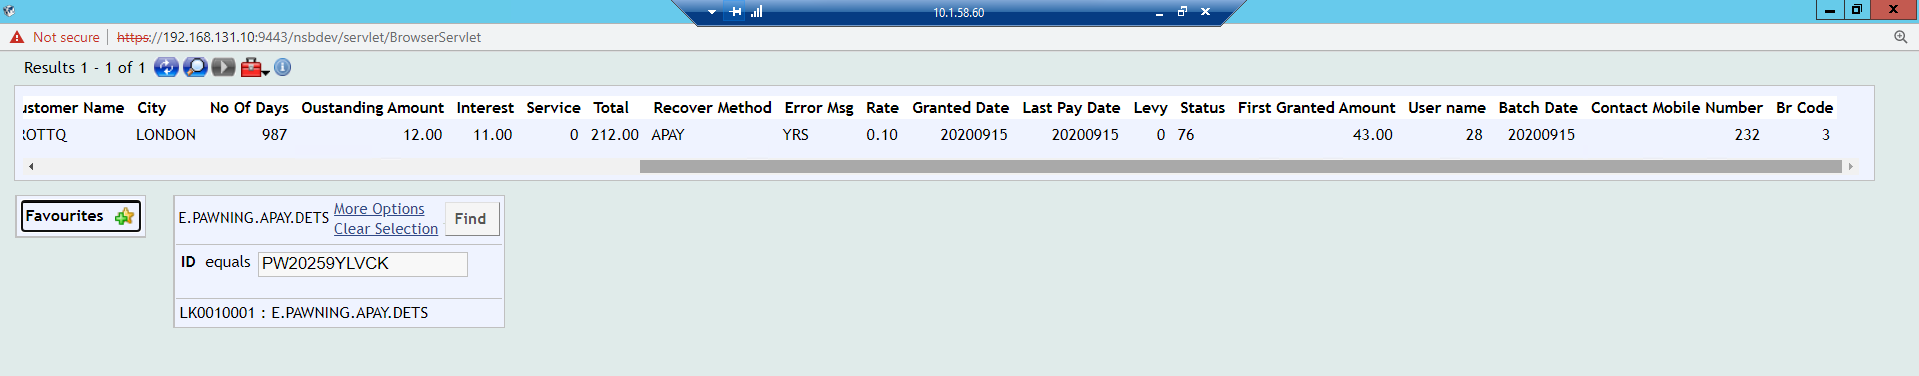 10.1.58.60
Not secure https://192.168.131.10:9443/nsbdev/servlet/BrowserServlet
Results 1 - 1 of 1
ustomer Name City No Of Days Oustanding Amount Interest Service Total Recover Method Error Msg Rate Granted Date Last Pay Date Levy Status First Granted Amount User name Batch Date Contact Mobile Number Br Code
ROTTQ LONDON 987 12.00 11.00 0 212.00 APAY YRS 0.10 20200915 20200915 0 76 43.00 28 20200915 232 3
Favourites
E.PAWNING.APAY.DETS More Options Find
Clear Selection
ID equals PW20259YLVCK
LK0010001 : E.PAWNING.APAY.DETS